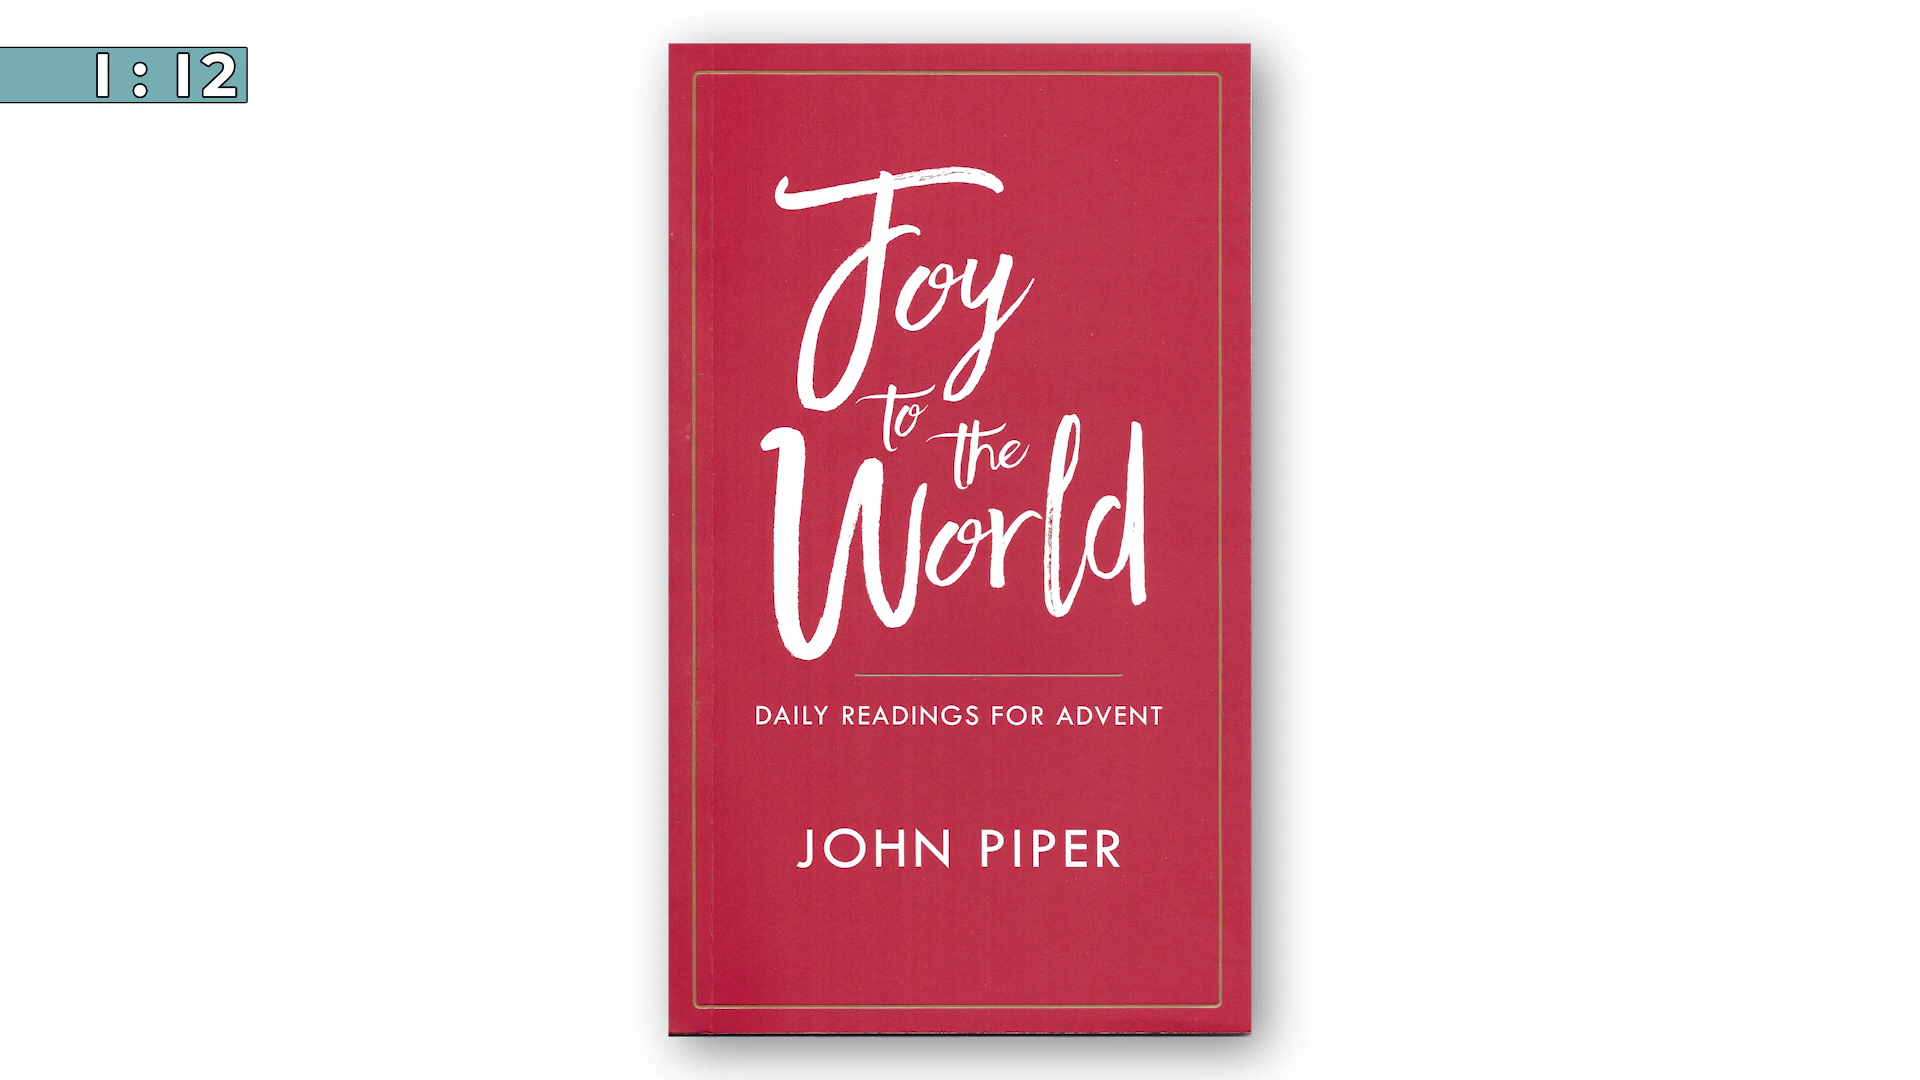 1:12
Joy
to
the
World
DAILY READINGS FOR ADVENT
JOHN PIPER